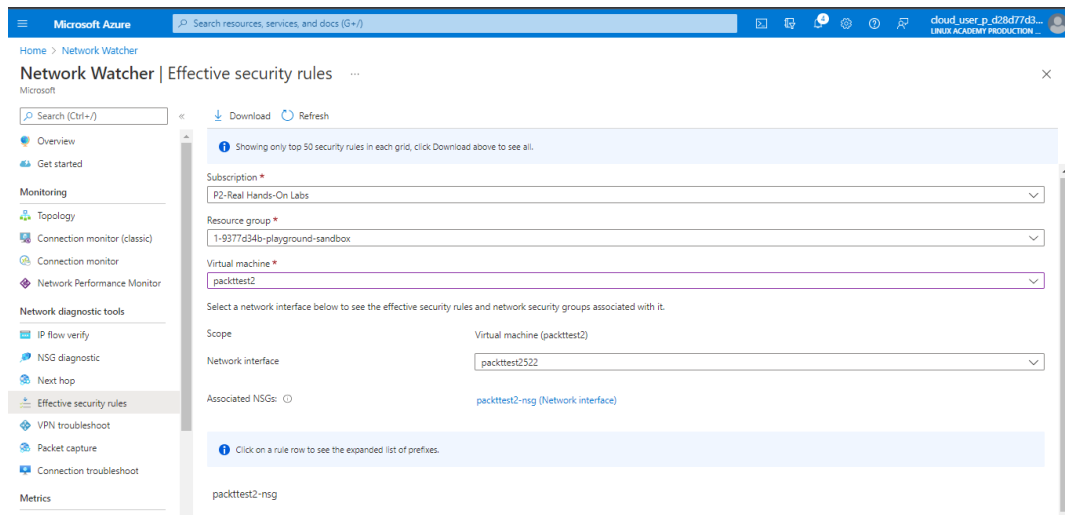 Microsoft Azure
Search resources, services, and docs (G+/)
4
cloud_user_p_d28d77d3...
LINUX ACADEMY PRODUCTION ...
Home > Network Watcher
Network Watcher | Effective security rules ...
Microsoft
Search (Ctrl+/)
«
Overview
Get started
Monitoring
Topology
Connection monitor (classic)
Connection monitor
Network Performance Monitor
Network diagnostic tools
IP flow verify
NSG diagnostic
Next hop
Effective security rules
VPN troubleshoot
Packet capture
Connection troubleshoot
Metrics
Download Refresh
Showing only top 50 security rules in each grid, click Download above to see all.
Subscription *
P2-Real Hands-On Labs
Resource group *
1-9377d34b-playground-sandbox
Virtual machine *
packttest2
Select a network interface below to see the effective security rules and network security groups associated with it.
Scope Virtual machine (packttest2)
Network interface packttest2522
Associated NSGs: packttest2-nsg (Network interface)
Click on a rule row to see the expanded list of prefixes.
packttest2-nsg